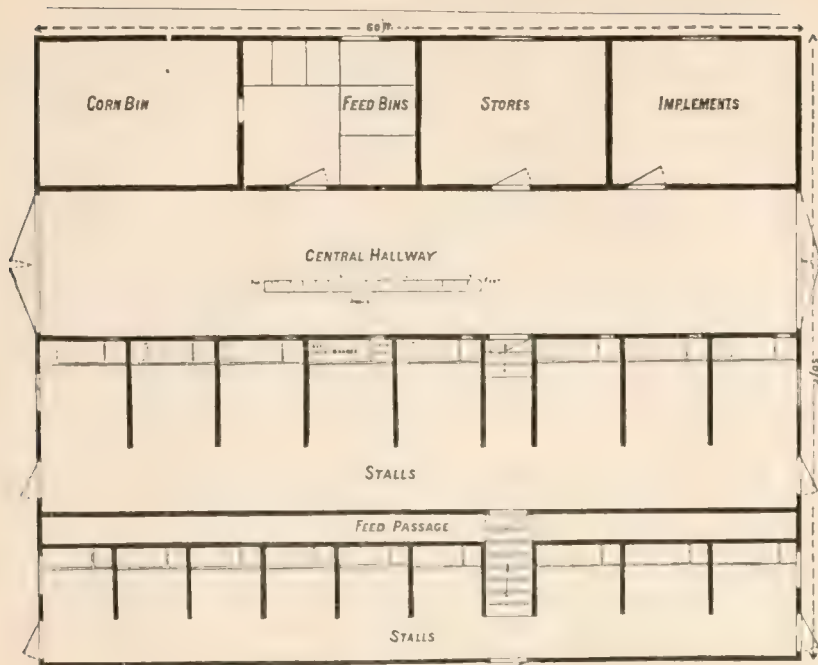 60 ft.
CORN BIN
FEED BINS
STORES
IMPLEMENTS
CENTRAL HALLWAY
STALLS
FEED PASSAGE
STALLS